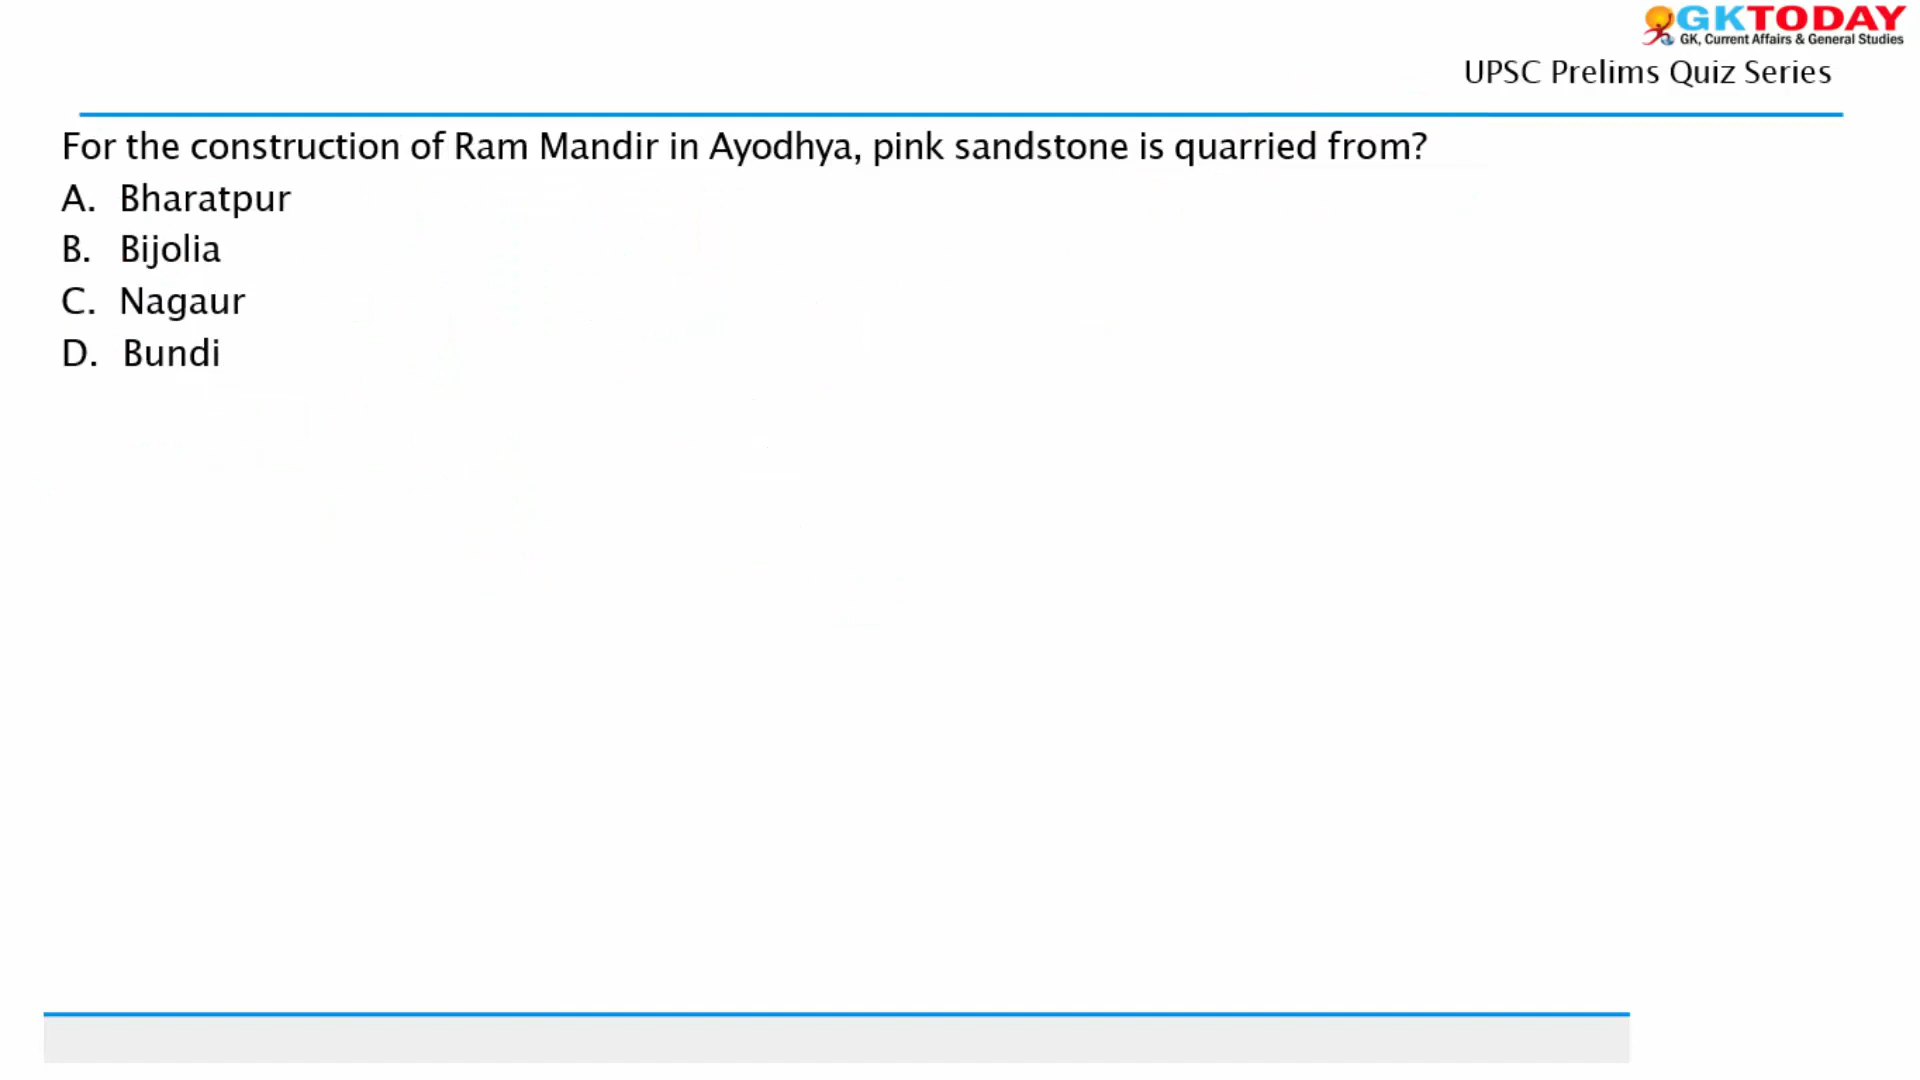 GKTODAY
GK, Current Affairs & General Studies
UPSC Prelims Quiz Series
For the construction of Ram Mandir in Ayodhya, pink sandstone is quarried from?
A. Bharatpur
B. Bijolia
C. Nagaur
D. Bundi